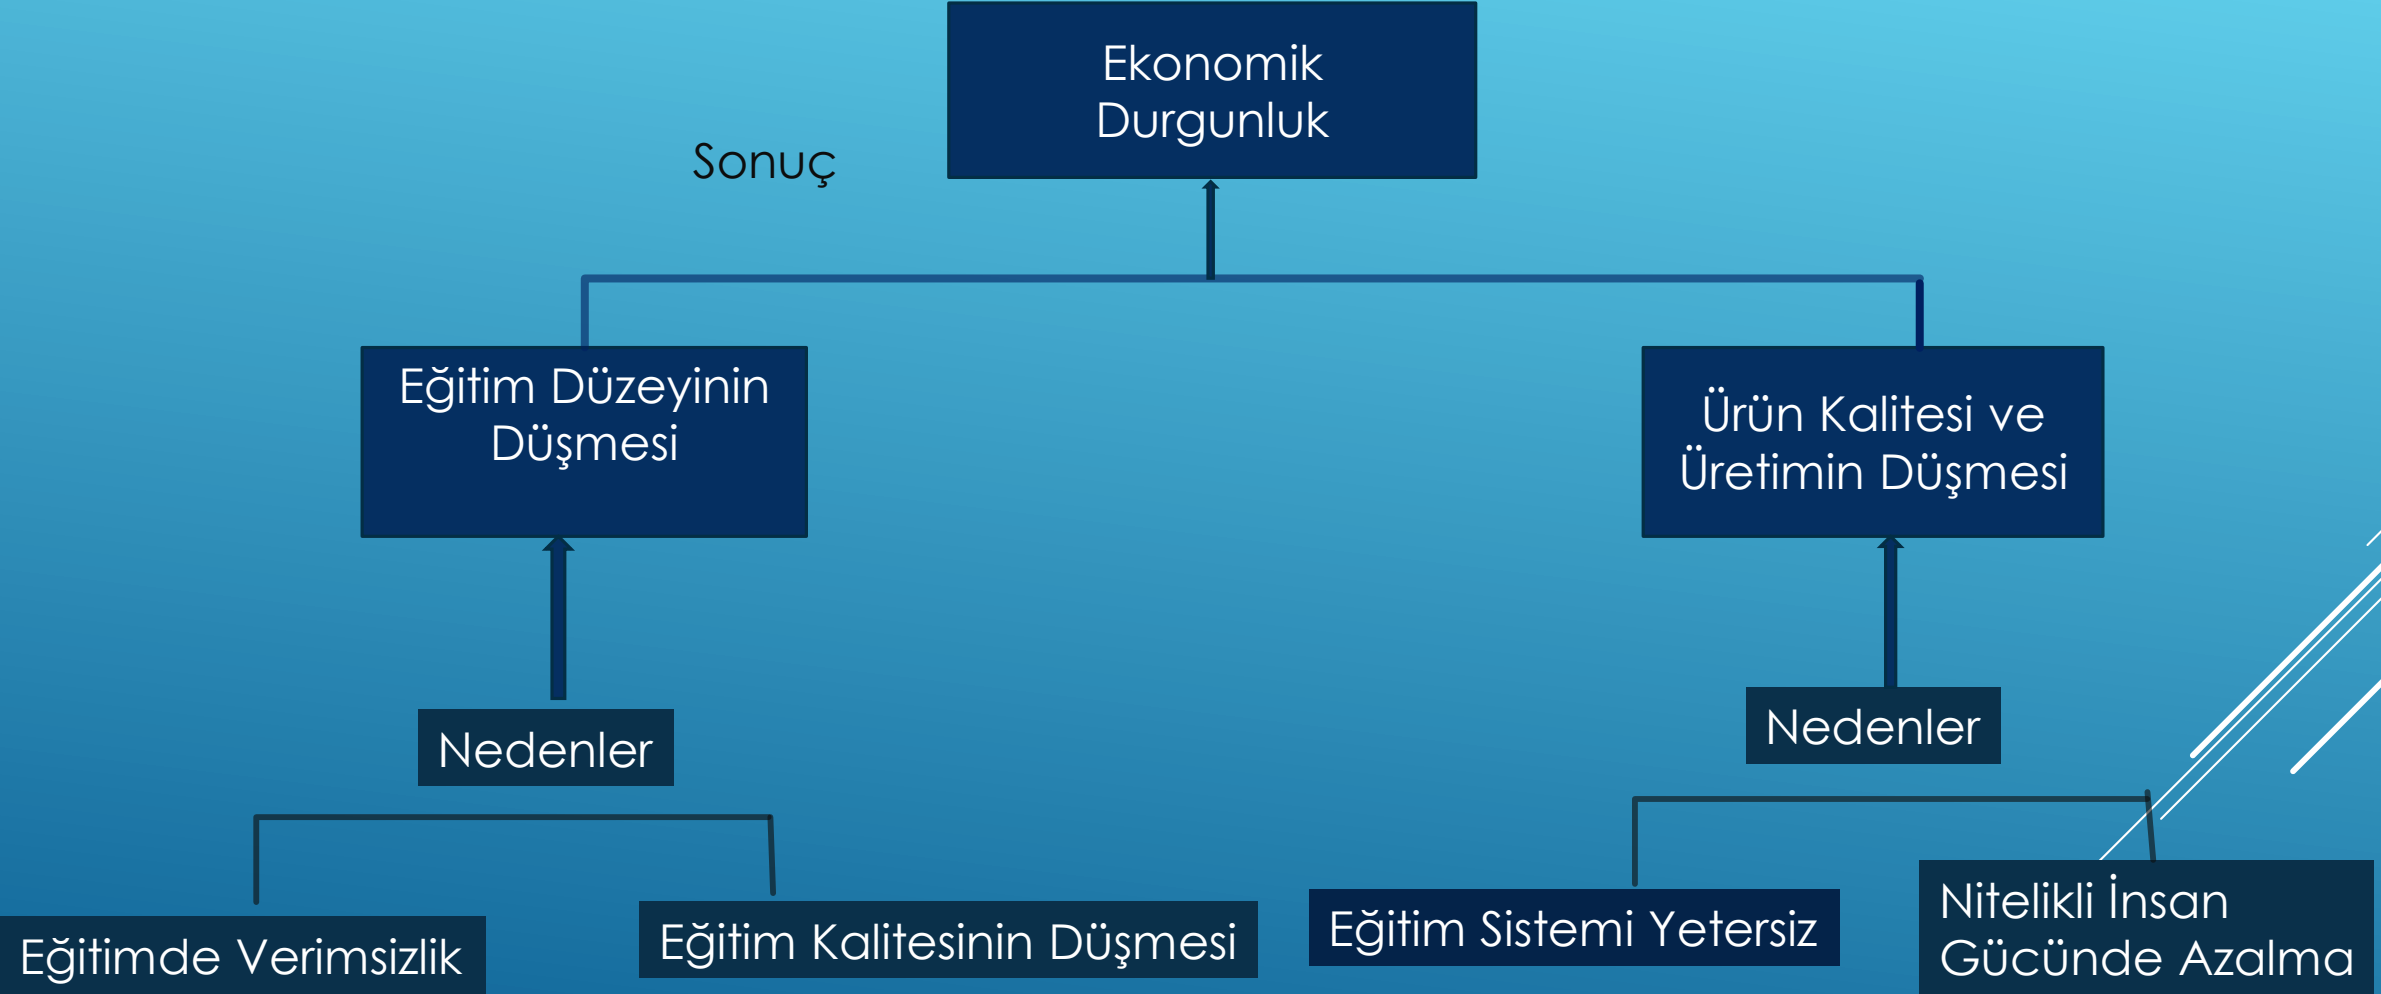 Ekonomik
Durgunluk
Sonuç
Eğitim Düzeyinin
Düşmesi
Ürün Kalitesi ve
Üretimin Düşmesi
Nedenler
Nedenler
Eğitimde Verimsizlik
Eğitim Kalitesinin Düşmesi
Eğitim Sistemi Yetersiz
Nitelikli İnsan
Gücünde Azalma